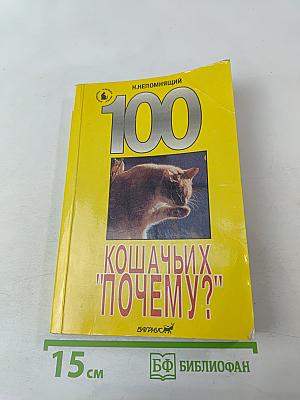 Н.НЕПОМНЯЩИЙ
100
КОШАЧЬИХ
"ПОЧЕМУ?"
ВАГРИУС
15 см
БФ БИБЛИОФАН